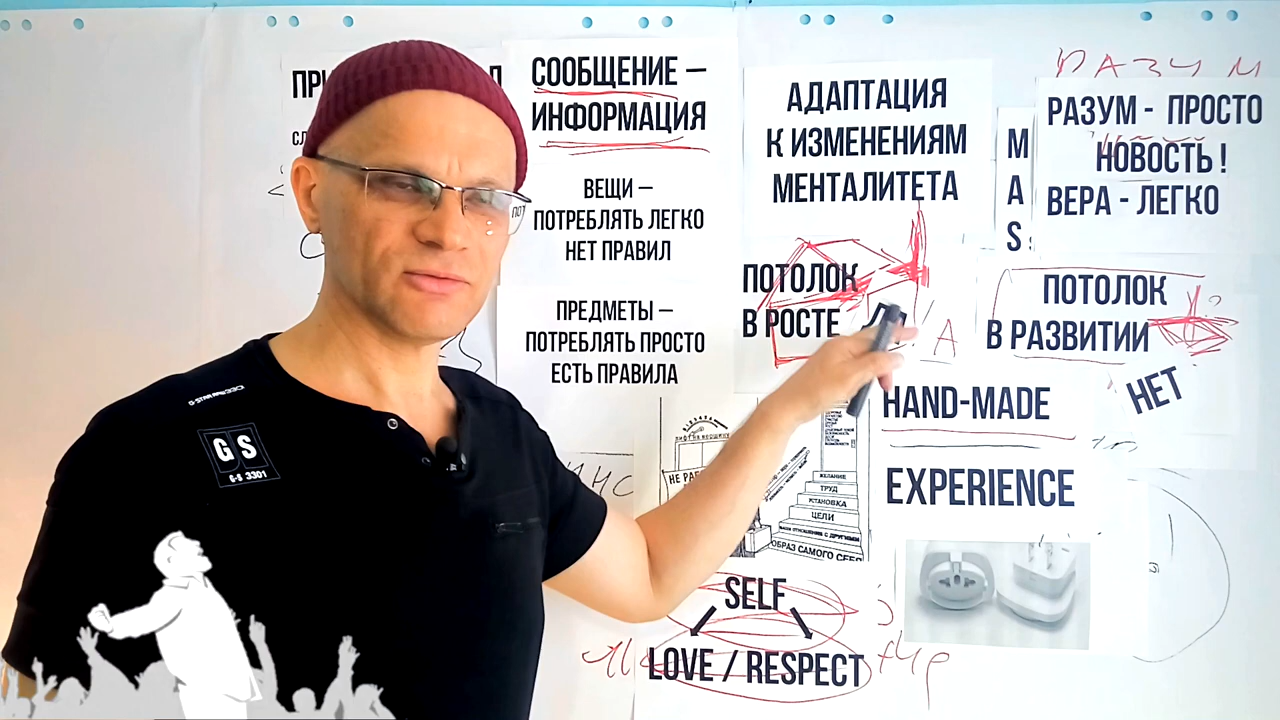 СООБЩЕНИЕ –
ИНФОРМАЦИЯ
ВЕЩИ –
ПОТРЕБЛЯТЬ ЛЕГКО
НЕТ ПРАВИЛ
ПРЕДМЕТЫ –
ПОТРЕБЛЯТЬ ПРОСТО
ЕСТЬ ПРАВИЛА
АДАПТАЦИЯ
К ИЗМЕНЕНИЯМ
МЕНТАЛИТЕТА
ПОТОЛОК
В РОСТЕ
А
M
A
S
РАЗУМ
РАЗУМ - ПРОСТО
НОВОСТЬ!
ВЕРА - ЛЕГКО
ПОТОЛОК
В РАЗВИТИИ
НЕТ
HAND-MADE
EXPERIENCE
ЖЕЛАНИЕ
ТРУД
УСТАНОВКА
ЦЕЛИ
ОБРАЗ САМОГО СЕБЯ
SELF
LOVE / RESPECT
GS
G-S 3301